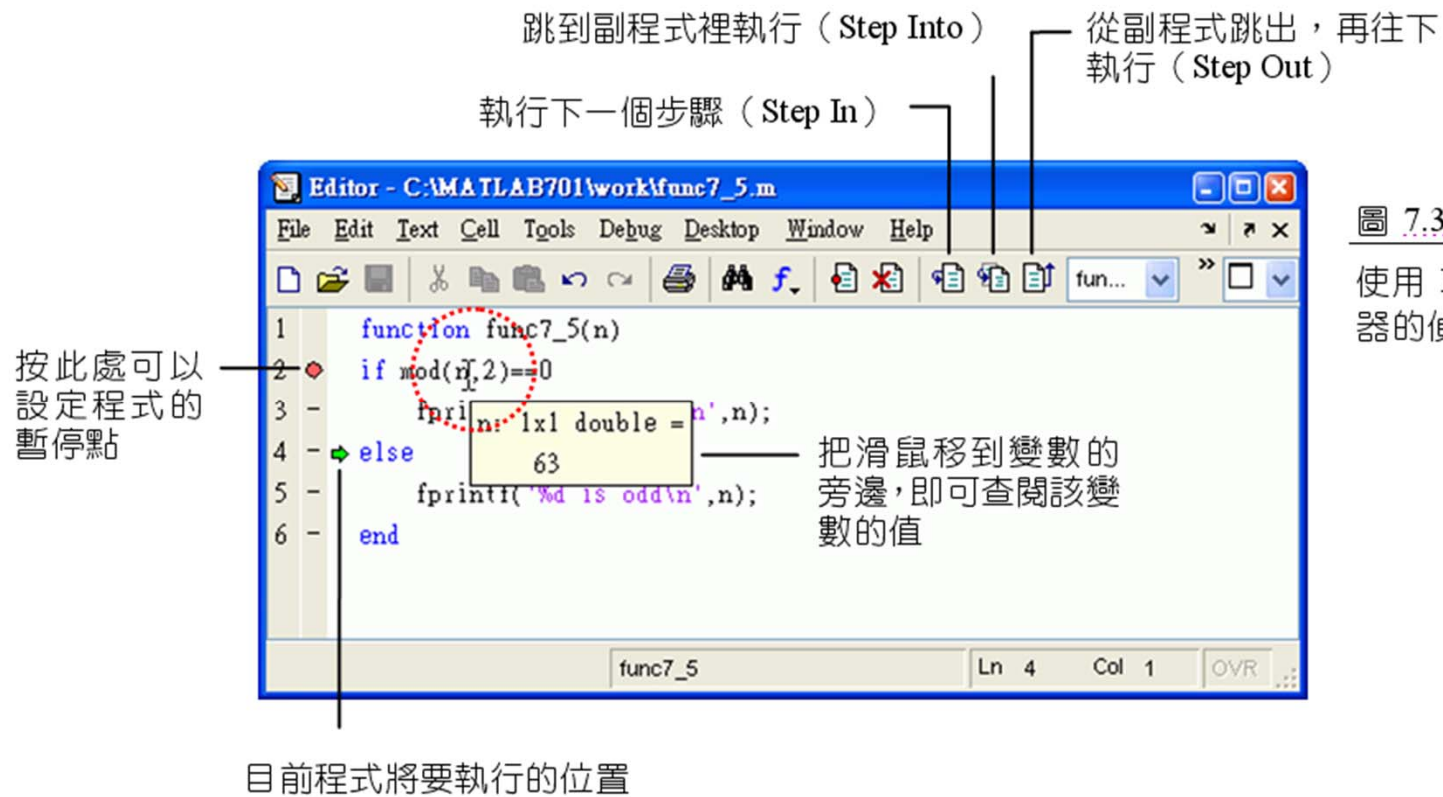 跳到副程式裡執行（Step Into）
從副程式跳出，再往下
執行（Step Out）
執行下一個步驟（Step In）
Editor - C:\MATLAB701\work\func7_5.m
File Edit Text Cell Tools Debug Desktop Window Help
fun...
圖 7.3
使用
器的偵
1 function func7_5(n)
2 if mod(n,2)==0
3 fpri n',n);
n: 1x1 double =
63
4 else
5 fprintf('%d is odd\n',n);
6 end
按此處可以
設定程式的
暫停點
把滑鼠移到變數的
旁邊，即可查閱該變
數的值
func7_5 Ln 4 Col 1 OVR
目前程式將要執行的位置